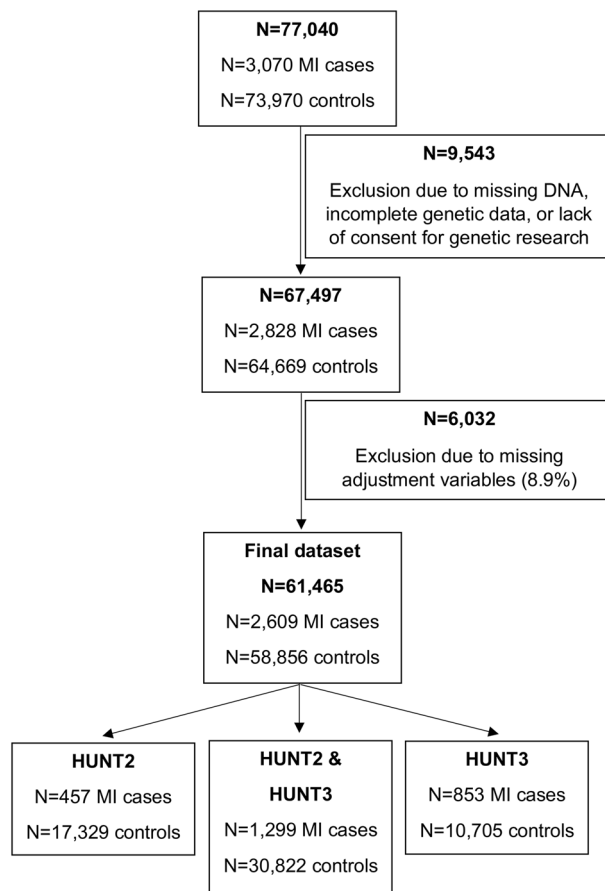 N=77,040
N=3,070 MI cases
N=73,970 controls
N=9,543
Exclusion due to missing DNA,
incomplete genetic data, or lack
of consent for genetic research
N=67,497
N=2,828 MI cases
N=64,669 controls
N=6,032
Exclusion due to missing
adjustment variables (8.9%)
Final dataset
N=61,465
N=2,609 MI cases
N=58,856 controls
HUNT2
N=457 MI cases
N=17,329 controls
HUNT2 &
HUNT3
N=1,299 MI cases
N=30,822 controls
HUNT3
N=853 MI cases
N=10,705 controls